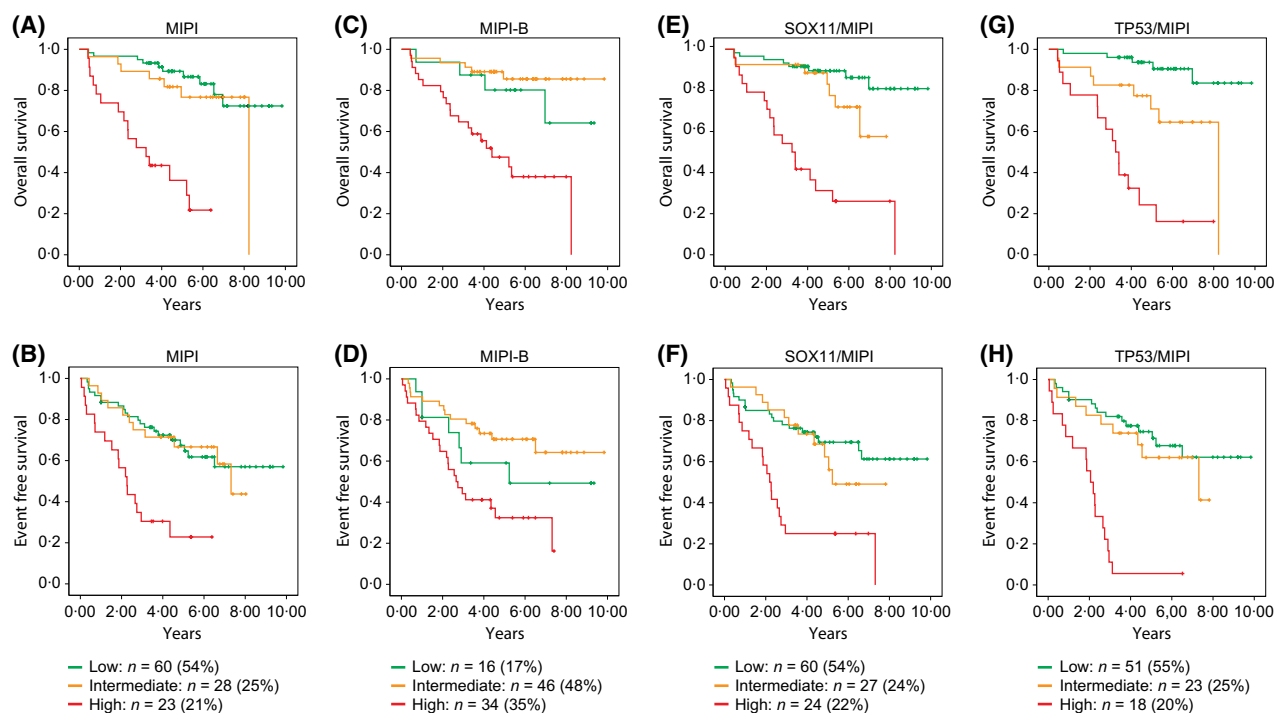 (A)
MIPI
Overall survival
1·0
0·8
0·6
0·4
0·2
0·0
0·00 2·00 4·00 6·00 8·00 10·00
Years
(C)
MIPI-B
Overall survival
1·0
0·8
0·6
0·4
0·2
0·0
0·00 2·00 4·00 6·00 8·00 10·00
Years
(E)
SOX11/MIPI
Overall survival
1·0
0·8
0·6
0·4
0·2
0·0
0·00 2·00 4·00 6·00 8·00 10·00
Years
(G)
TP53/MIPI
Overall survival
1·0
0·8
0·6
0·4
0·2
0·0
0·00 2·00 4·00 6·00 8·00 10·00
Years
(B)
MIPI
Event free survival
1·0
0·8
0·6
0·4
0·2
0·0
0·00 2·00 4·00 6·00 8·00 10·00
Years
(D)
MIPI-B
Event free survival
1·0
0·8
0·6
0·4
0·2
0·0
0·00 2·00 4·00 6·00 8·00 10·00
Years
(F)
SOX11/MIPI
Event free survival
1·0
0·8
0·6
0·4
0·2
0·0
0·00 2·00 4·00 6·00 8·00 10·00
Years
(H)
TP53/MIPI
Event free survival
1·0
0·8
0·6
0·4
0·2
0·0
0·00 2·00 4·00 6·00 8·00 10·00
Years
Low: n = 60 (54%)
Intermediate: n = 28 (25%)
High: n = 23 (21%)
Low: n = 16 (17%)
Intermediate: n = 46 (48%)
High: n = 34 (35%)
Low: n = 60 (54%)
Intermediate: n = 27 (24%)
High: n = 24 (22%)
Low: n = 51 (55%)
Intermediate: n = 23 (25%)
High: n = 18 (20%)